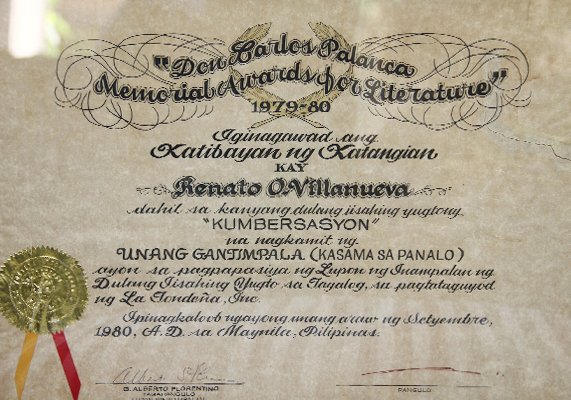 "Don Carlos Palanca
Memorial Awards for Literature"
1979-80
Iginagawad ang
Katibayan ng Katangian
KAY
Renato O. Villanueva
dahil sa kanyang dulang iisahing yugtong
"KUMBERSASYON"
na nagkamit ng
UNANG GANTIMPALA (KASAMA SA PANALO)
ayon sa pagpapasiya ng Lupon ng Inampalan ng
Dulang Iisahing Yugto sa Tagalog, sa pagtataguyod
ng La Tondeña, Inc.
Ipinagkaloob ngayong unang araw ng Setyembre,
1980, A.D. sa Maynila, Pilipinas.
G. ALBERTO FLORENTINO
PANGULO